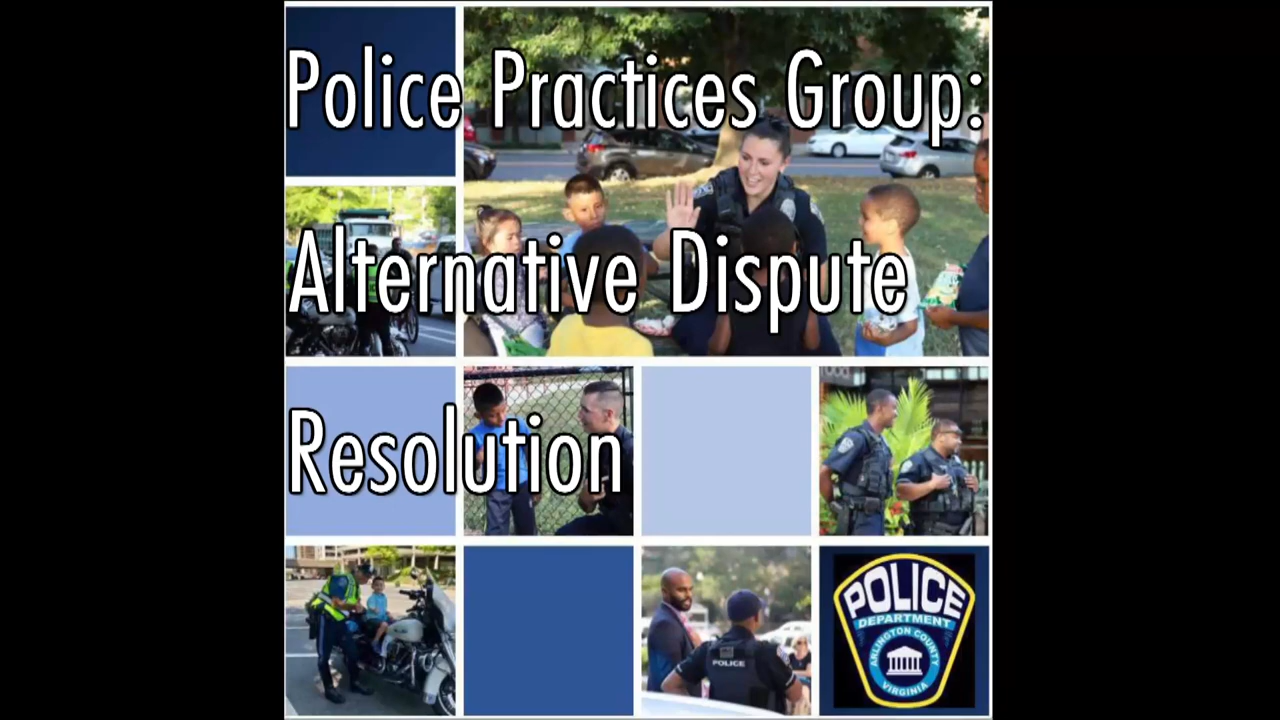 Police Practices Group:
Alternative Dispute
Resolution
POLICE
POLICE
DEPARTMENT
ARLINGTON COUNTY
VIRGINIA